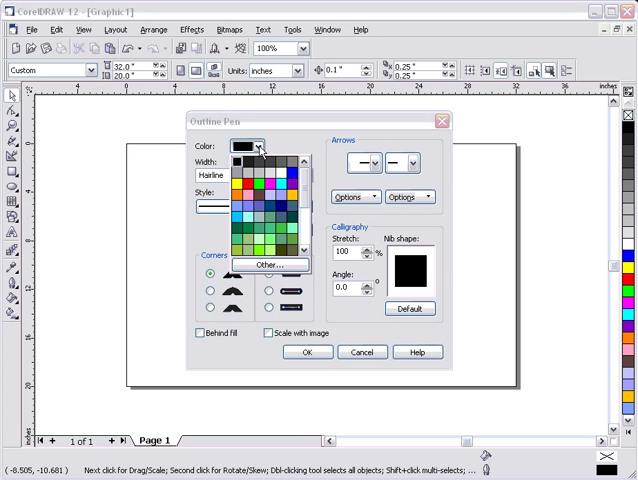 CorelDRAW 12 - [Graphic1]
File Edit View Layout Arrange Effects Bitmaps Text Tools Window Help
100%
Custom 32.0 " 20.0 " Units: inches 0.1 " x 0.25 " y 0.25 "
inches
Outline Pen
Color:
Width:
Hairline
Style:
Other...
Corners
Behind fill
Scale with image
Arrows
Options Options
Calligraphy
Stretch: Nib shape:
100 %
Angle:
0.0 °
Default
OK Cancel Help
inches
1 of 1 Page 1
(-8.505, -10.681) Next click for Drag/Scale; Second click for Rotate/Skew; Dbl-clicking tool selects all objects; Shift+click multi-selects; ...